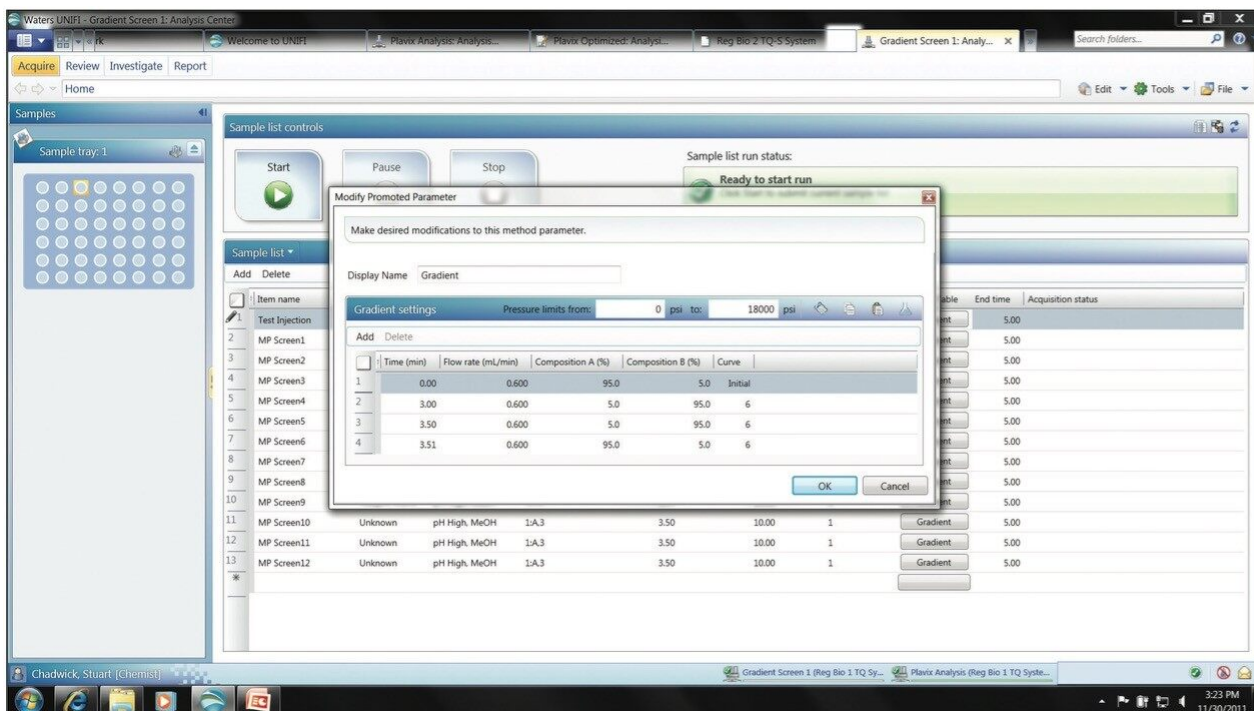 Waters UNIFI - Gradient Screen 1: Analysis Center
rk
Welcome to UNIFI
Plavix Analysis: Analysis...
Plavix Optimized: Analysi...
Reg Bio 2 TQ-S System
Gradient Screen 1: Analy...
Search folders...
Acquire Review Investigate Report
Home
Edit Tools File
Samples
Sample tray: 1
Sample list controls
Start
Pause
Stop
Sample list run status:
Ready to start run
Modify Promoted Parameter
Make desired modifications to this method parameter.
Display Name Gradient
Gradient settings Pressure limits from: 0 psi to: 18000 psi
Add Delete
Time (min) Flow rate (mL/min) Composition A (%) Composition B (%) Curve
1 0.00 0.600 95.0 5.0 Initial
2 3.00 0.600 5.0 95.0 6
3 3.50 0.600 5.0 95.0 6
4 3.51 0.600 95.0 5.0 6
OK Cancel
Sample list
Add Delete
Item name able End time Acquisition status
1 Test Injection ent 5.00
2 MP Screen1 ent 5.00
3 MP Screen2 ent 5.00
4 MP Screen3 ent 5.00
5 MP Screen4 ent 5.00
6 MP Screen5 ent 5.00
7 MP Screen6 ent 5.00
8 MP Screen7 ent 5.00
9 MP Screen8 ent 5.00
10 MP Screen9 5.00
11 MP Screen10 Unknown pH High, MeOH 1:A,3 3.50 10.00 1 Gradient 5.00
12 MP Screen11 Unknown pH High, MeOH 1:A,3 3.50 10.00 1 Gradient 5.00
13 MP Screen12 Unknown pH High, MeOH 1:A,3 3.50 10.00 1 Gradient 5.00
*
Chadwick, Stuart [Chemist]
Gradient Screen 1 (Reg Bio 1 TQ Sy...
Plavix Analysis (Reg Bio 1 TQ Syste...
3:23 PM
11/30/2011